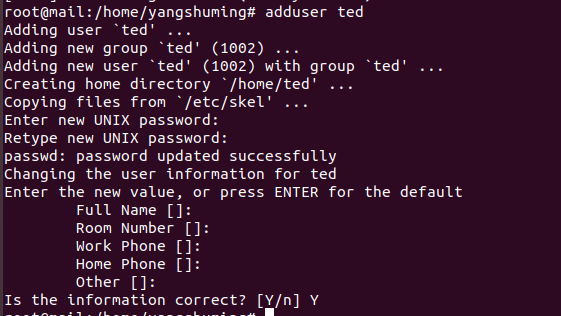 root@mail:/home/yangshuming# adduser ted
Adding user `ted' ...
Adding new group `ted' (1002) ...
Adding new user `ted' (1002) with group `ted' ...
Creating home directory `/home/ted' ...
Copying files from `/etc/skel' ...
Enter new UNIX password:
Retype new UNIX password:
passwd: password updated successfully
Changing the user information for ted
Enter the new value, or press ENTER for the default
Full Name []:
Room Number []:
Work Phone []:
Home Phone []:
Other []:
Is the information correct? [Y/n] Y
root@mail:/home/yangshuming#